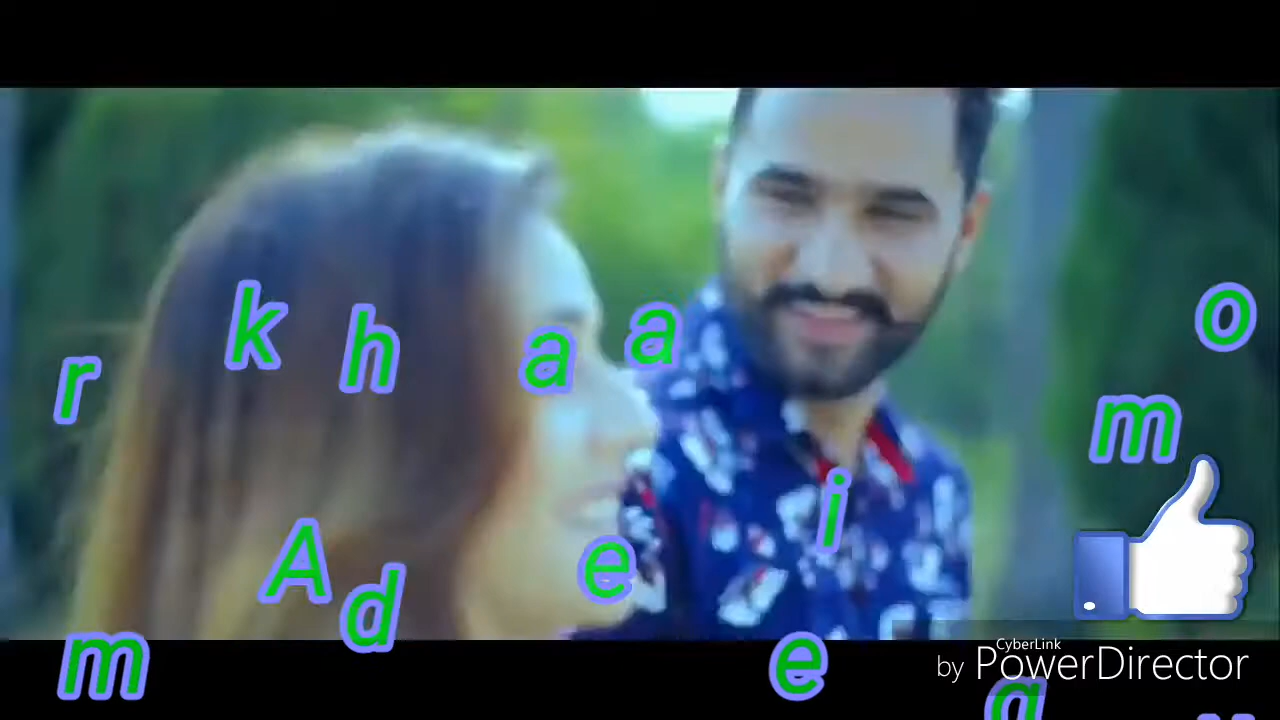 r k h a a o
m
i
A d e
m e
CyberLink
by PowerDirector